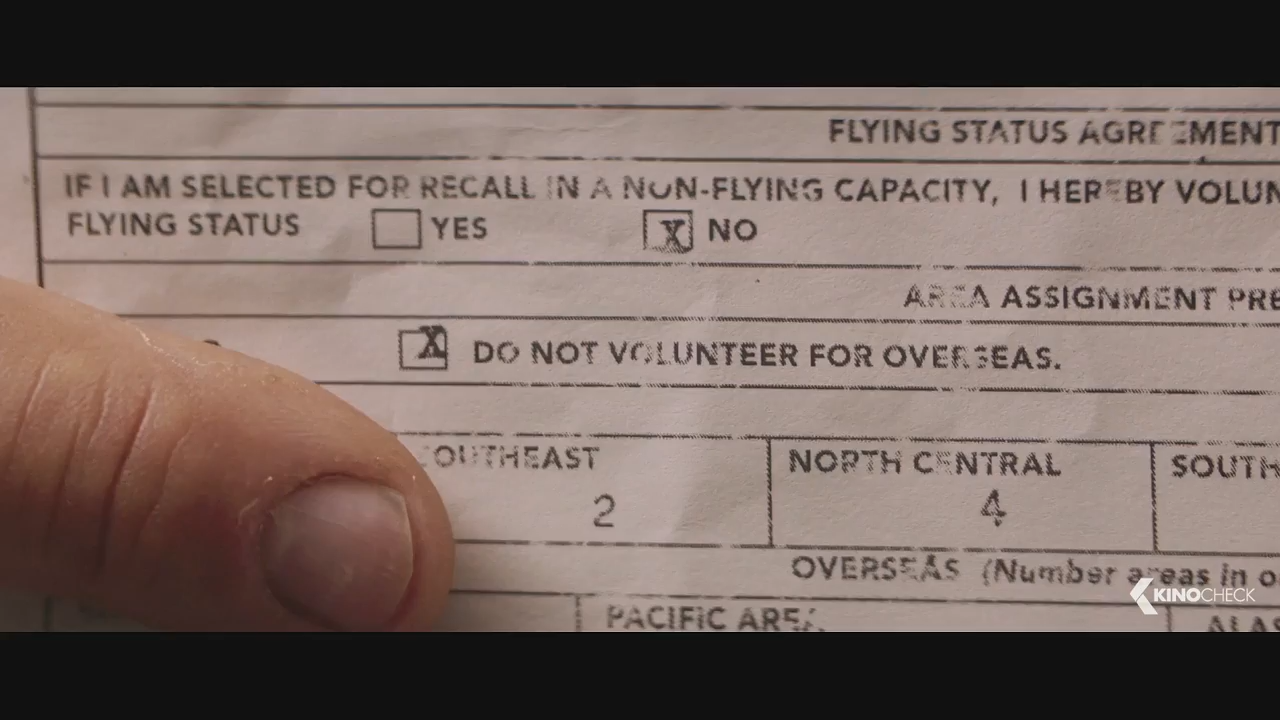 FLYING STATUS AGREEMENT
IF I AM SELECTED FOR RECALL IN A NON-FLYING CAPACITY, I HEREBY VOLUN
FLYING STATUS YES X NO
AREA ASSIGNMENT PRE
X DO NOT VOLUNTEER FOR OVERSEAS.
OUTHEAST NORTH CENTRAL SOUTH
2 4
OVERSEAS (Number areas in o
PACIFIC AREA ALAS
KINOCHECK